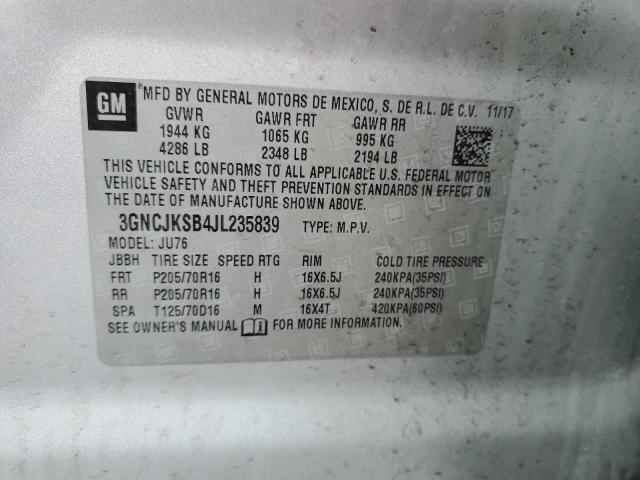 GM
*MFD BY GENERAL MOTORS DE MEXICO, S. DE R.L. DE C.V. 11/17
GVWR GAWR FRT GAWR RR
1944 KG 1065 KG 995 KG
4286 LB 2348 LB 2194 LB
THIS VEHICLE CONFORMS TO ALL APPLICABLE U.S. FEDERAL MOTOR
VEHICLE SAFETY AND THEFT PREVENTION STANDARDS IN EFFECT ON
THE DATE OF MANUFACTURE SHOWN ABOVE.
3GNCJKSB4JL235839 TYPE: M.P.V.
MODEL: JU76
JBBH TIRE SIZE SPEED RTG RIM COLD TIRE PRESSURE
FRT P205/70R16 H 16X6.5J 240KPA(35PSI)
RR P205/70R16 H 16X6.5J 240KPA(35PSI)
SPA T125/70D16 M 16X4T 420KPA(60PSI)
SEE OWNER'S MANUAL FOR MORE INFORMATION